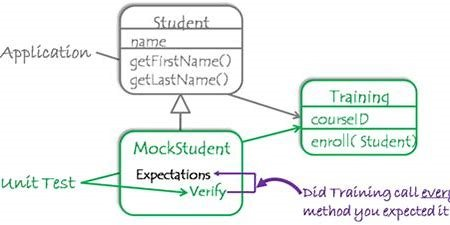 Student
name
Application
getFirstName()
getLastName()
Training
courseID
enroll( Student)
MockStudent
Expectations
Unit Test
Verify
Did Training call every
method you expected it